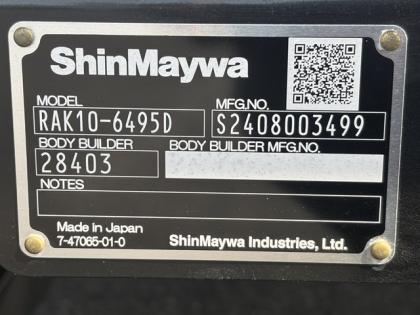 ShinMaywa
MODEL MFG.NO.
RAK10-6495D S2408003499
BODY BUILDER BODY BUILDER MFG.NO.
28403
NOTES
Made in Japan
7-47065-01-0 ShinMaywa Industries, Ltd.